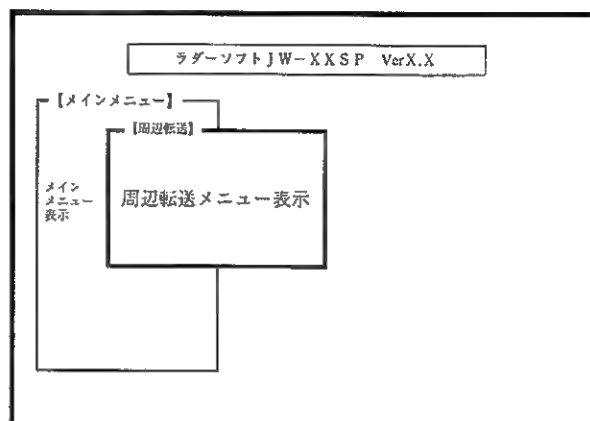 ラダーソフトJW-XXSP VerX.X
【メインメニュー】
【周辺転送】
メイン
メニュー
表示
周辺転送メニュー表示